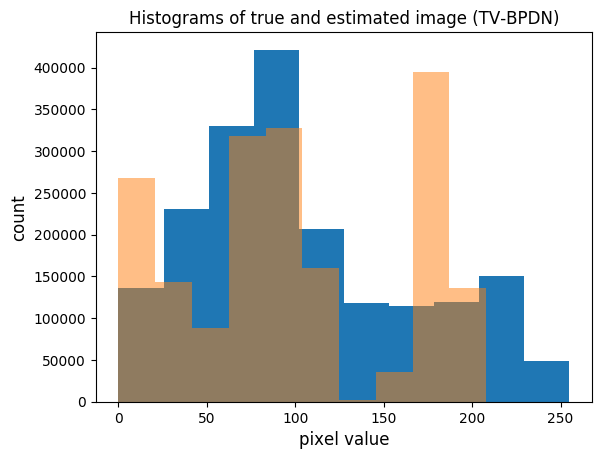 Histograms of true and estimated image (TV-BPDN)
400000
350000
300000
250000
200000
150000
100000
50000
0
count
0 50 100 150 200 250
pixel value